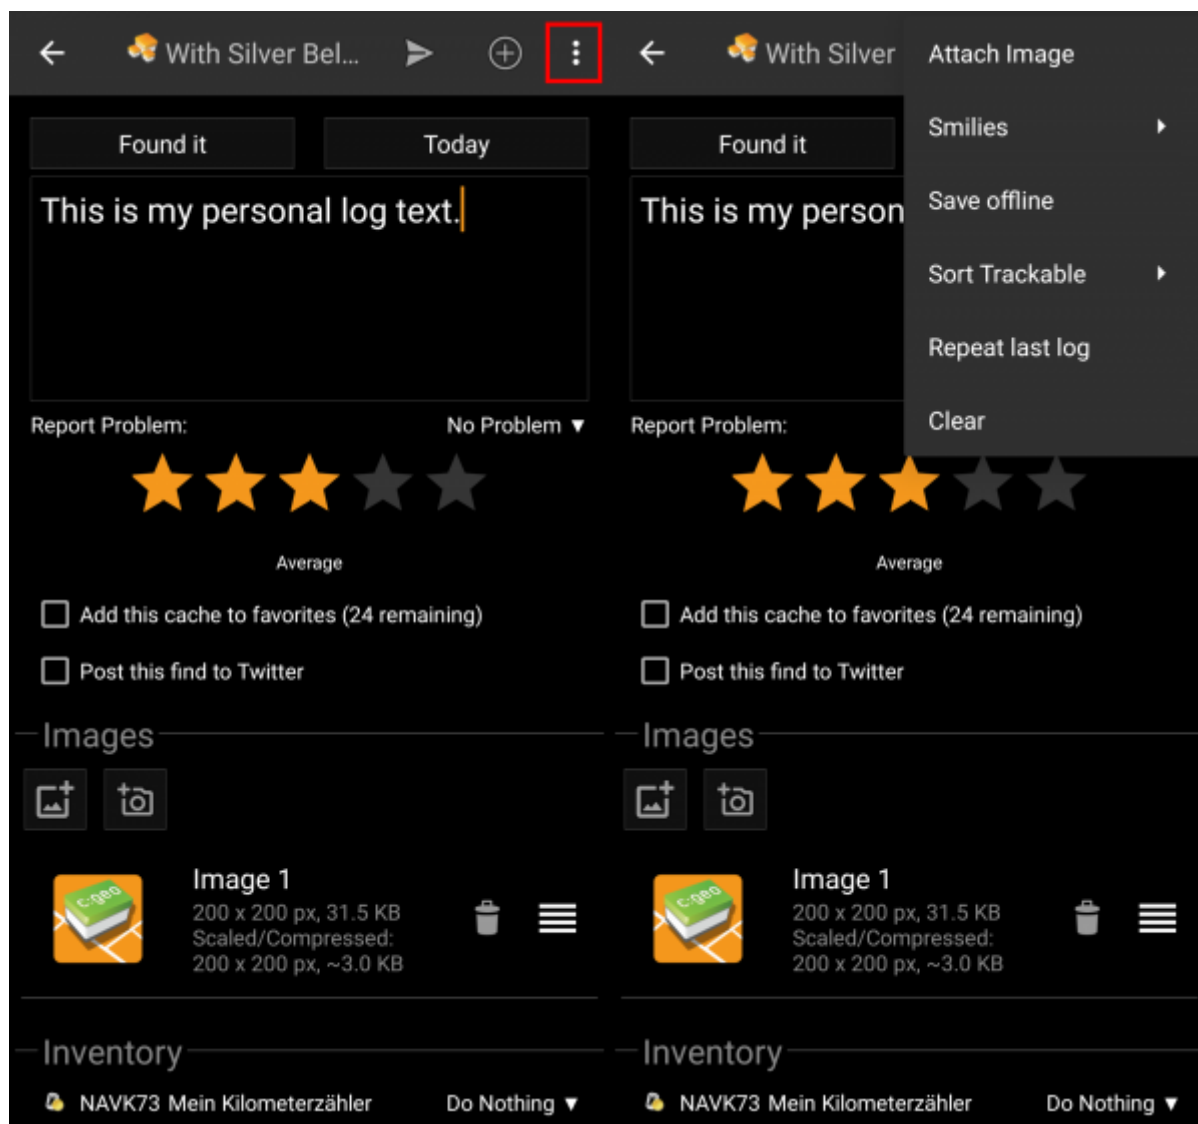 With Silver Bel...
Found it
Today
This is my personal log text.
Report Problem:
No Problem ▼
Average
Add this cache to favorites (24 remaining)
Post this find to Twitter
Images
c:geo
Image 1
200 x 200 px, 31.5 KB
Scaled/Compressed:
200 x 200 px, ~3.0 KB
Inventory
NAVK73 Mein Kilometerzähler
Do Nothing ▼
With Silver
Found it
This is my person
Attach Image
Smilies
Save offline
Sort Trackable
Repeat last log
Clear
Report Problem:
Average
Add this cache to favorites (24 remaining)
Post this find to Twitter
Images
c:geo
Image 1
200 x 200 px, 31.5 KB
Scaled/Compressed:
200 x 200 px, ~3.0 KB
Inventory
NAVK73 Mein Kilometerzähler
Do Nothing ▼